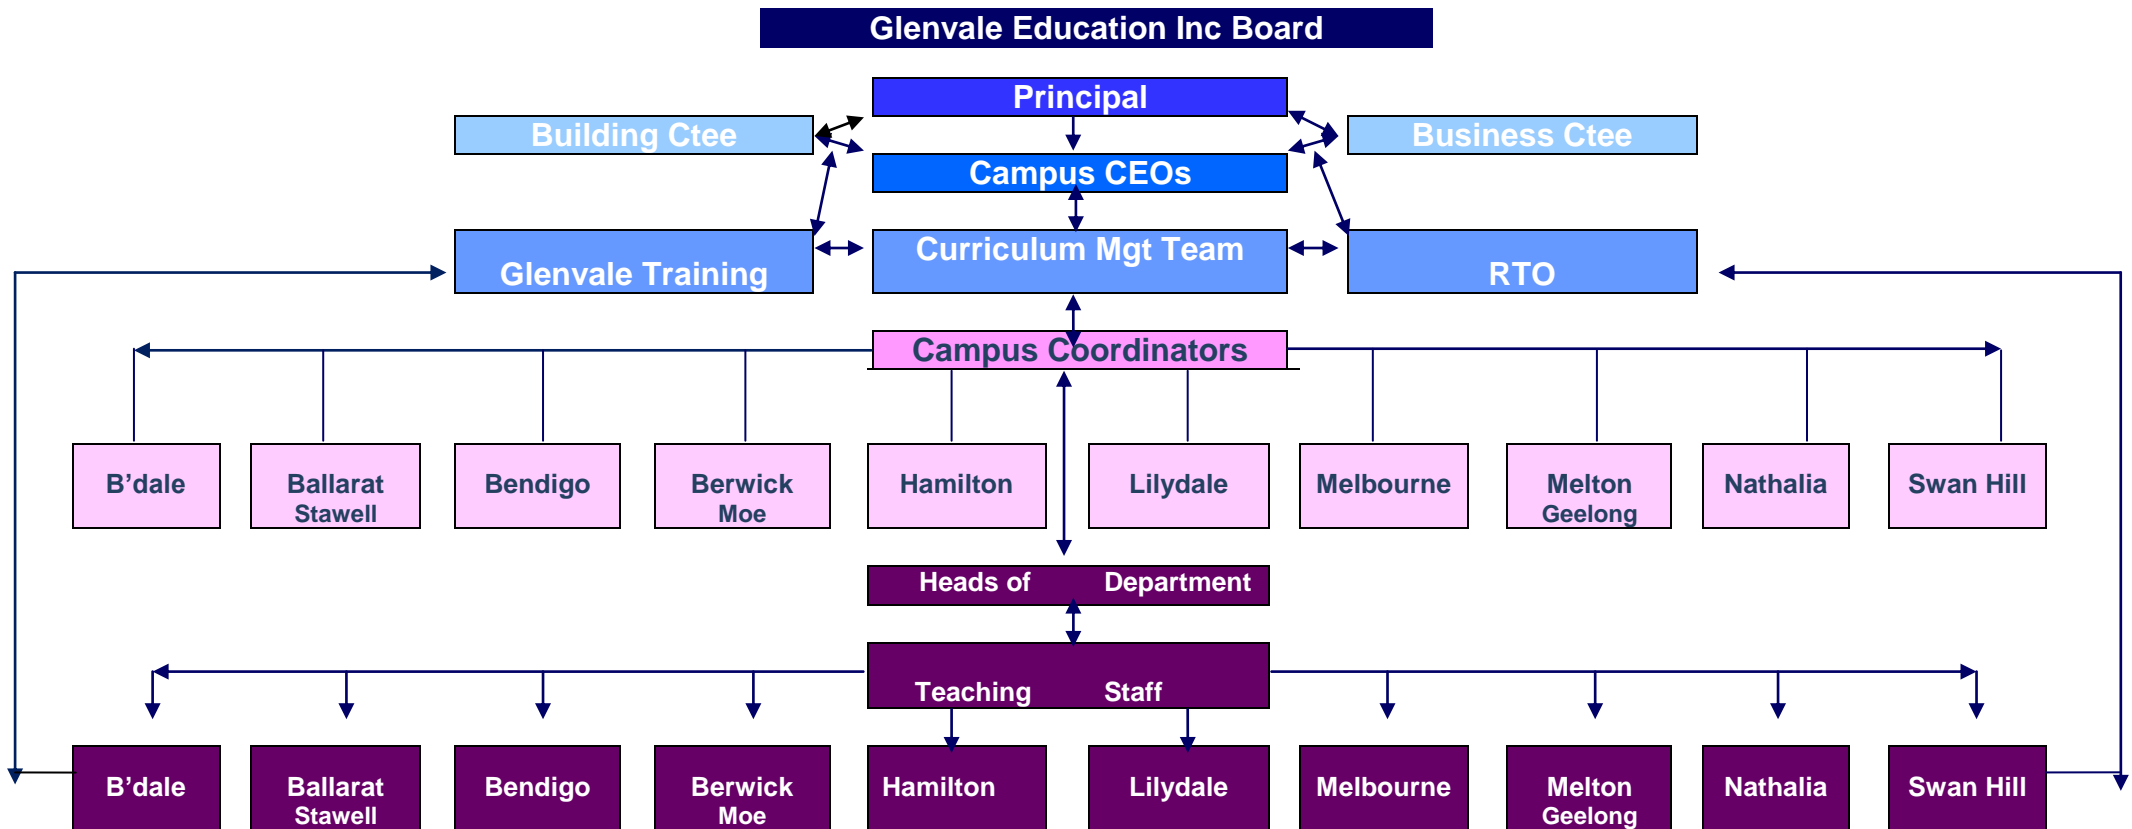 Glenvale Education Inc Board
Principal
Building Ctee
Business Ctee
Campus CEOs
Curriculum Mgt Team
Glenvale Training
RTO
Campus Coordinators
B’dale
Ballarat
Stawell
Bendigo
Berwick
Moe
Hamilton
Lilydale
Melbourne
Melton
Geelong
Nathalia
Swan Hill
Heads of Department
Teaching Staff
B’dale
Ballarat
Stawell
Bendigo
Berwick
Moe
Hamilton
Lilydale
Melbourne
Melton
Geelong
Nathalia
Swan Hill